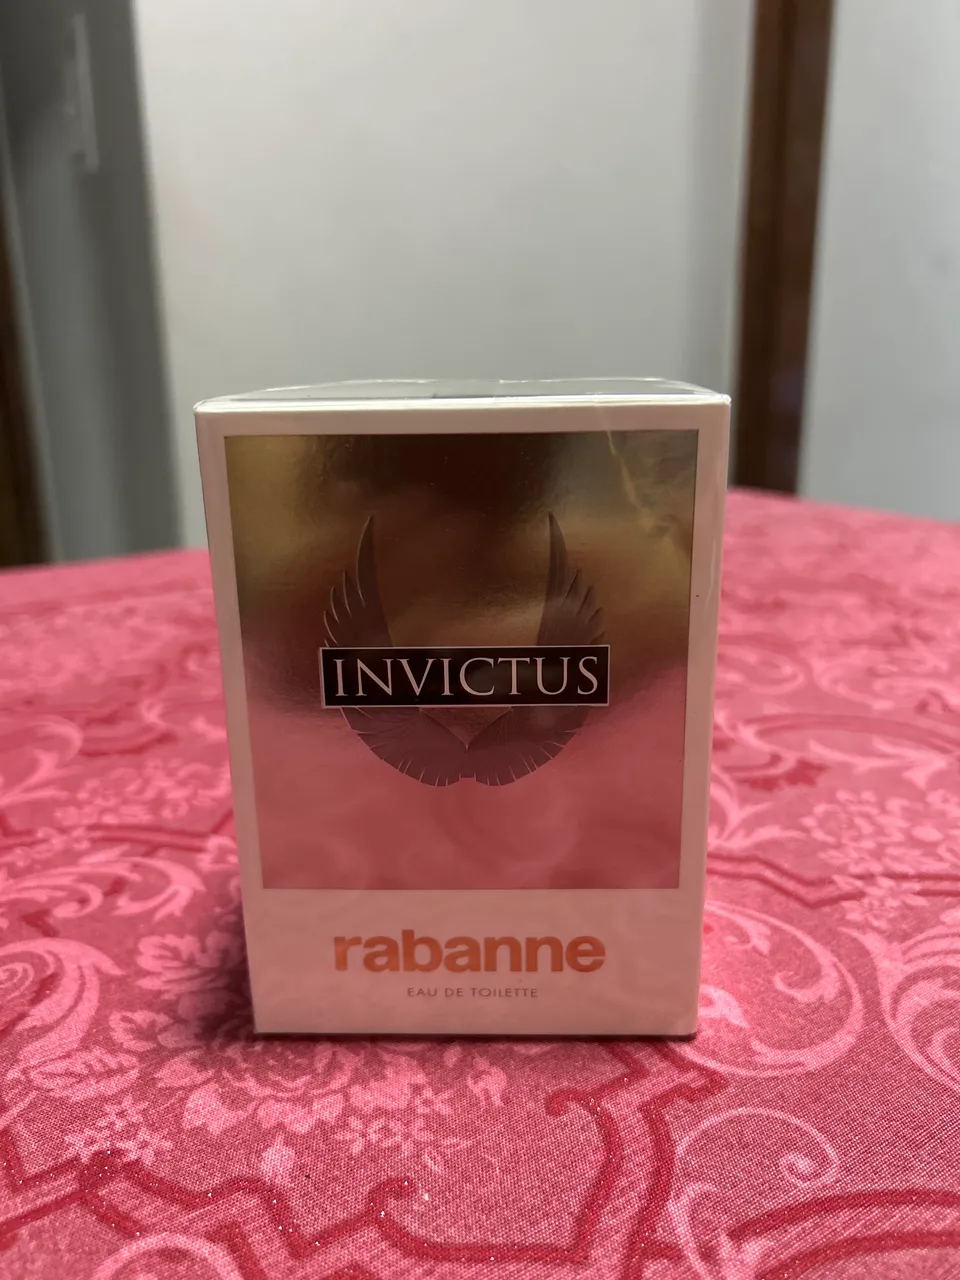 INVICTUS
rabanne
EAU DE TOILETTE